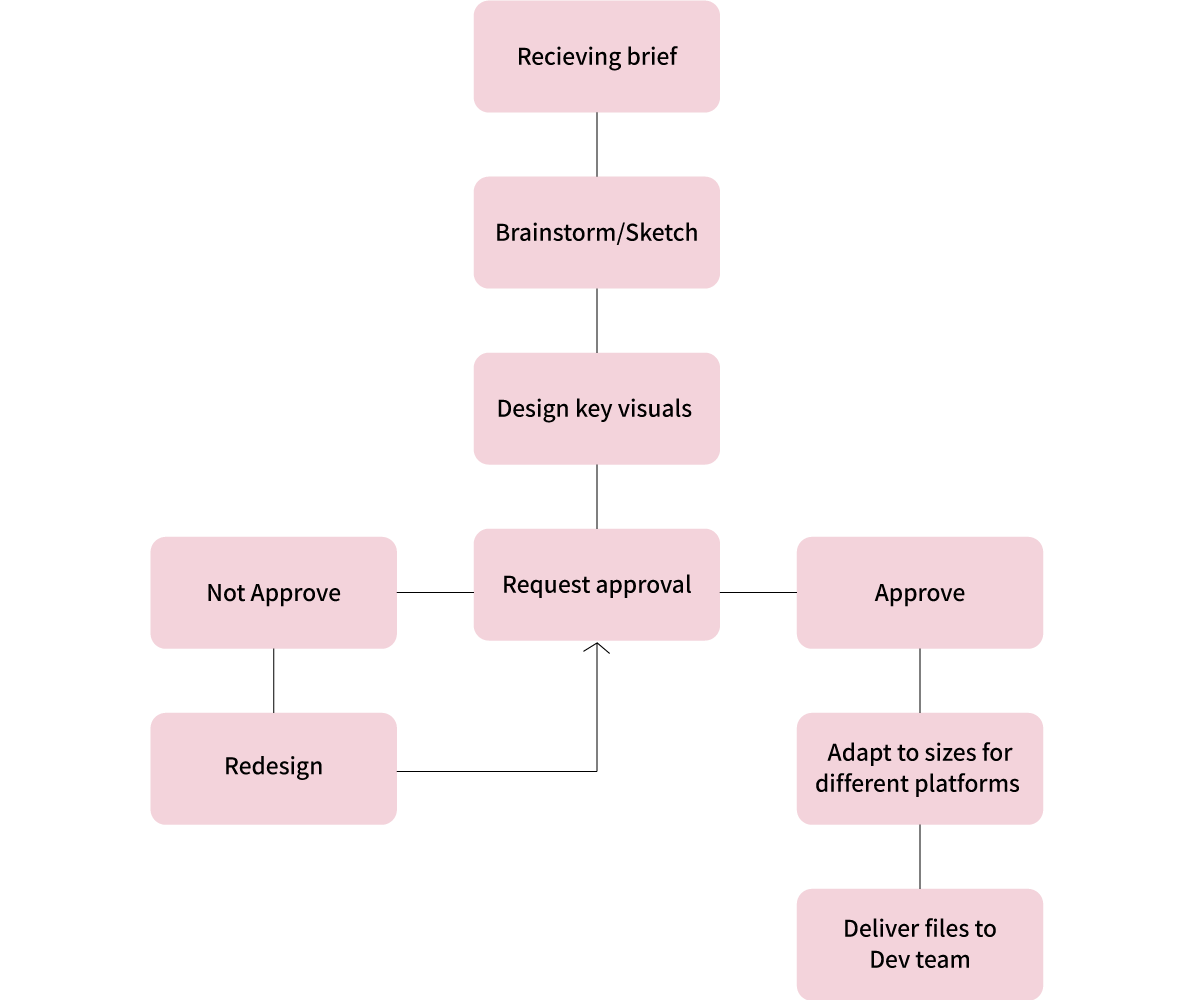 Recieving brief
Brainstorm/Sketch
Design key visuals
Not Approve
Request approval
Approve
Redesign
Adapt to sizes for
different platforms
Deliver files to
Dev team